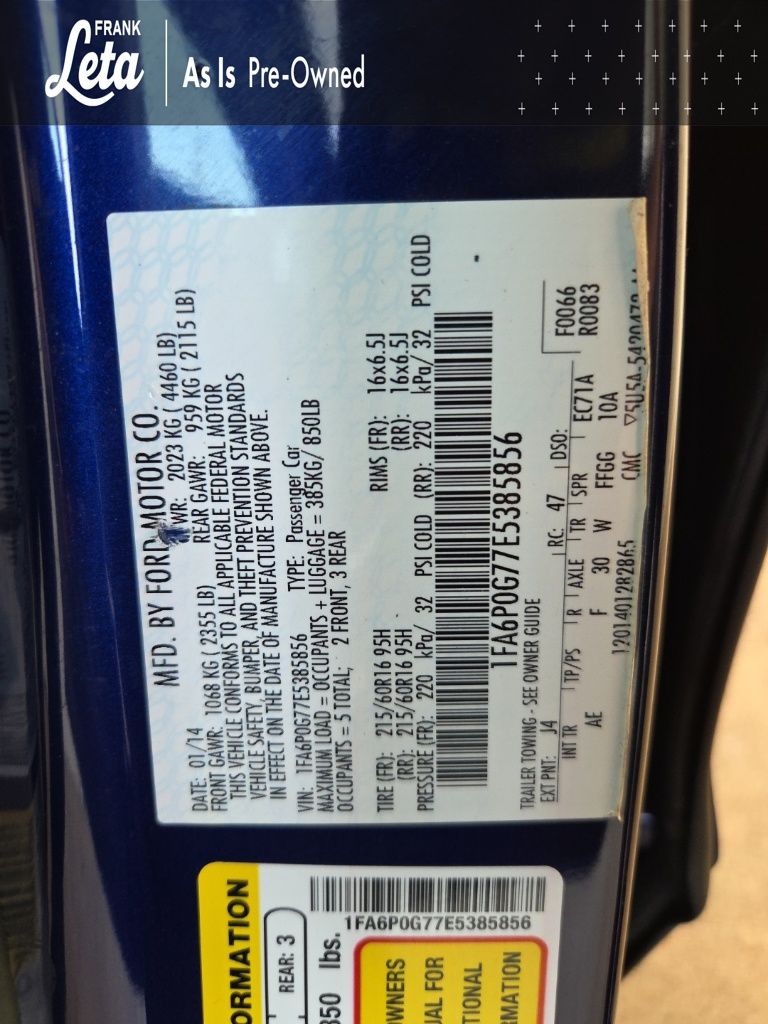 FRANK
Leta
As Is Pre-Owned
MFD. BY FORD MOTOR CO.
DATE: 01/14 WR: 2023 KG ( 4460 LB)
FRONT GAWR: 1068 KG ( 2355 LB) REAR GAWR: 959 KG ( 2115 LB)
THIS VEHICLE CONFORMS TO ALL APPLICABLE FEDERAL MOTOR
VEHICLE SAFETY, BUMPER, AND THEFT PREVENTION STANDARDS
IN EFFECT ON THE DATE OF MANUFACTURE SHOWN ABOVE.
VIN: 1FA6P0G77E5385856 TYPE: Passenger Car
MAXIMUM LOAD = OCCUPANTS + LUGGAGE = 385KG/ 850LB
OCCUPANTS = 5 TOTAL; 2 FRONT, 3 REAR
TIRE (FR): 215/60R16 95H RIMS (FR): 16x6.5J
(RR): 215/60R16 95H (RR): 16x6.5J
PRESSURE (FR): 220 kPa/ 32 PSI COLD (RR): 220 kPa/ 32 PSI COLD
1FA6P0G77E5385856
TRAILER TOWING - SEE OWNER GUIDE
EXT PNT: J4 RC: 47 DSO: F0066
INT TR TP/PS R AXLE TR SPR EC71A R0083
AE F 30 W FFGG 10A
1201401282865 CMC
ORMATION
REAR: 3
850 lbs.
1FA6P0G77E5385856
OWNERS
UAL FOR
TIONAL
RMATION